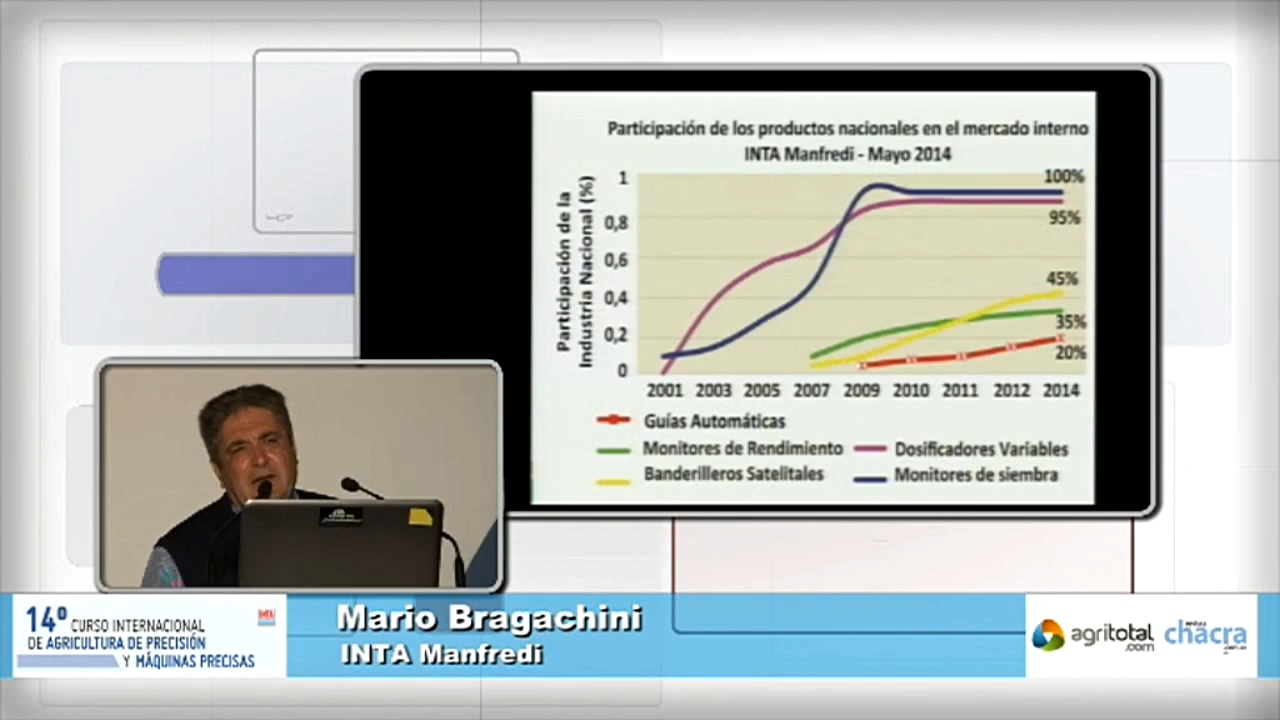 Participación de los productos nacionales en el mercado interno
INTA Manfredi - Mayo 2014
Participación de la
Industria Nacional (%)
1
0,8
0,6
0,4
0,2
0
100%
95%
45%
35%
20%
2001 2003 2005 2007 2009 2010 2011 2012 2014
Guías Automáticas
Monitores de Rendimiento
Dosificadores Variables
Banderilleros Satelitales
Monitores de siembra
14º CURSO INTERNACIONAL
DE AGRICULTURA DE PRECISIÓN
Y MÁQUINAS PRECISAS
INTA
Mario Bragachini
INTA Manfredi
agritotal
.com
chacra